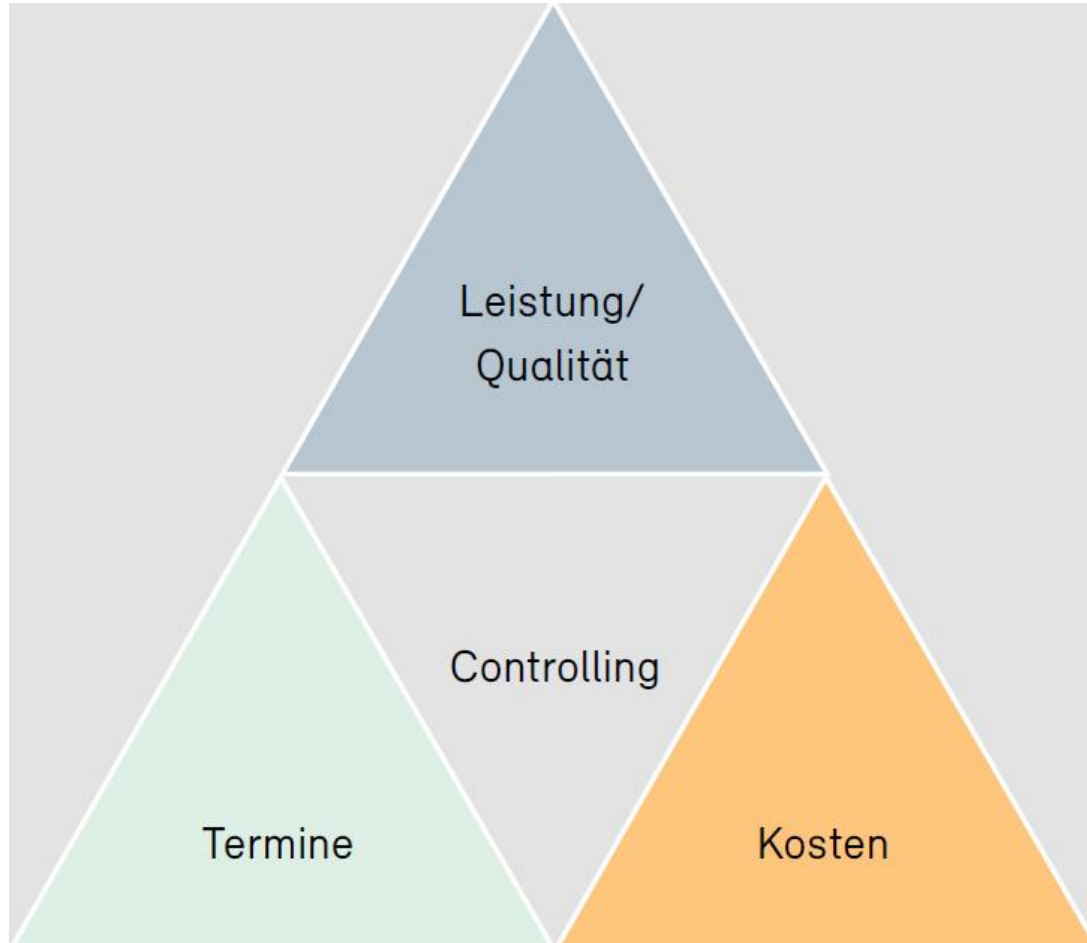 Leistung/
Qualität
Controlling
Termine
Kosten